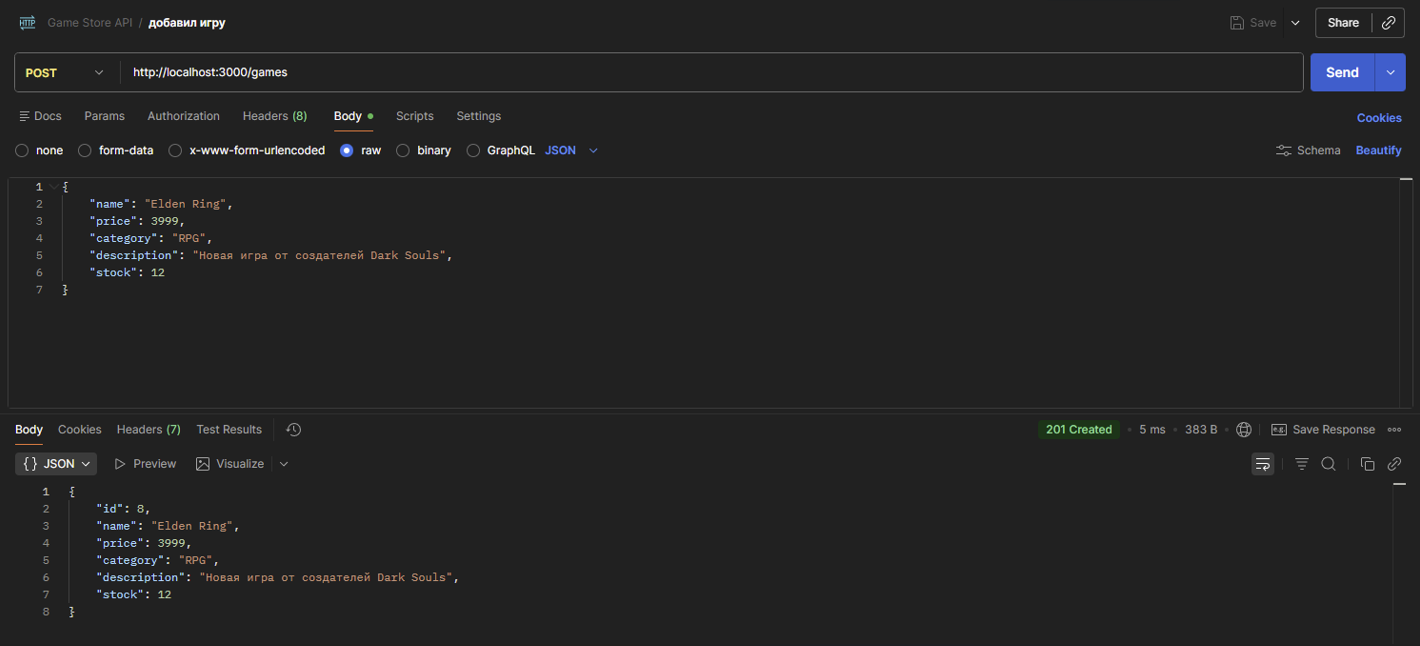 HTTP Game Store API / добавил игру Save Share
POST http://localhost:3000/games Send
Docs Params Authorization Headers (8) Body Scripts Settings Cookies
none form-data x-www-form-urlencoded raw binary GraphQL JSON Schema Beautify
1 {
2 "name": "Elden Ring",
3 "price": 3999,
4 "category": "RPG",
5 "description": "Новая игра от создателей Dark Souls",
6 "stock": 12
7 }
Body Cookies Headers (7) Test Results 201 Created • 5 ms • 383 B • e.g. Save Response
{} JSON Preview Visualize
1 {
2 "id": 8,
3 "name": "Elden Ring",
4 "price": 3999,
5 "category": "RPG",
6 "description": "Новая игра от создателей Dark Souls",
7 "stock": 12
8 }